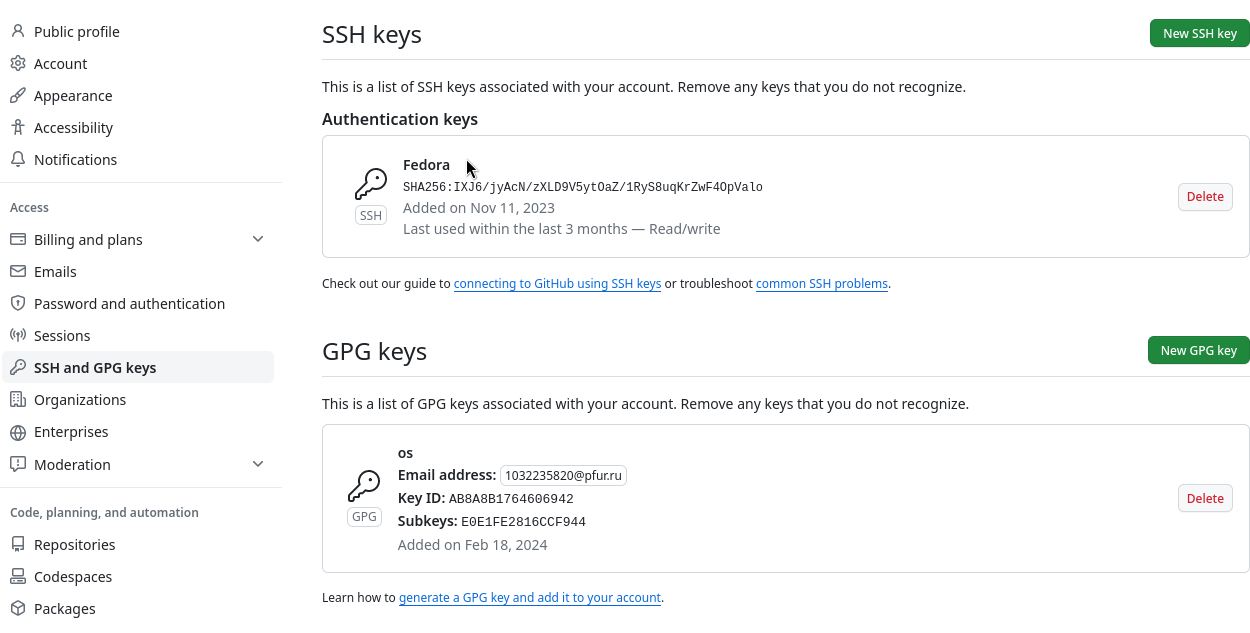 Public profile
Account
Appearance
Accessibility
Notifications
Access
Billing and plans
Emails
Password and authentication
Sessions
SSH and GPG keys
Organizations
Enterprises
Moderation
Code, planning, and automation
Repositories
Codespaces
Packages
SSH keys
New SSH key
This is a list of SSH keys associated with your account. Remove any keys that you do not recognize.
Authentication keys
Fedora
SHA256:IXJ6/jyAcN/zXLD9V5ytOaZ/1RyS8uqKrZwF4OpValo
SSH
Added on Nov 11, 2023
Last used within the last 3 months — Read/write
Delete
Check out our guide to connecting to GitHub using SSH keys or troubleshoot common SSH problems.
GPG keys
New GPG key
This is a list of GPG keys associated with your account. Remove any keys that you do not recognize.
os
Email address: 1032235820@pfur.ru
Key ID: AB8A8B1764606942
GPG
Subkeys: E0E1FE2816CCF944
Added on Feb 18, 2024
Delete
Learn how to generate a GPG key and add it to your account.